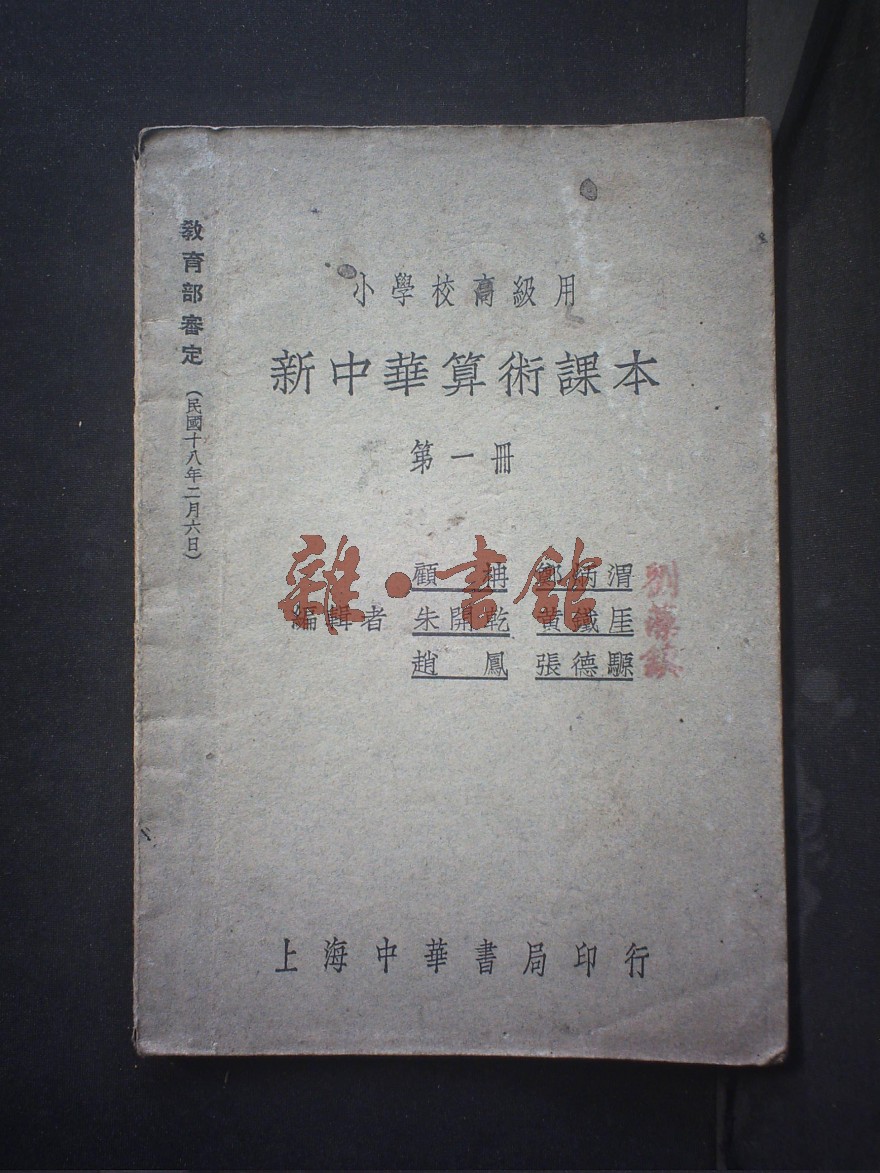 教育部審定（民國十八年二月六日）
小學校高級用
新中華算術課本
第一冊
雜·書館
顧 枬 鄭炳渭
編輯者 朱開乾 黃鐵厓
趙 鳳 張德騵
劉
上海中華書局印行